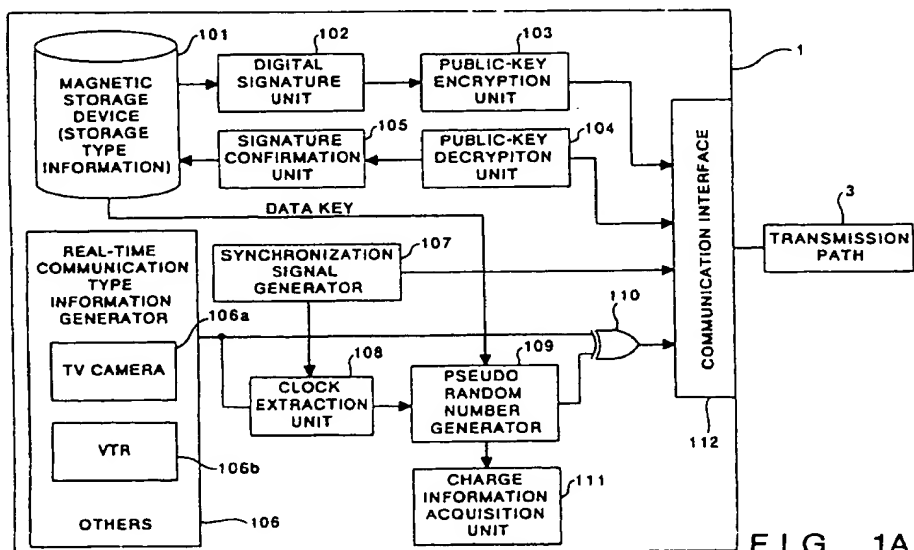 101
102
103
1
MAGNETIC
STORAGE
DEVICE
(STORAGE
TYPE
INFORMATION)
DIGITAL
SIGNATURE
UNIT
PUBLIC-KEY
ENCRYPTION
UNIT
105
104
SIGNATURE
CONFIRMATION
UNIT
PUBLIC-KEY
DECRYPITON
UNIT
COMMUNICATION INTERFACE
3
TRANSMISSION
PATH
DATA KEY
107
REAL-TIME
COMMUNICATION
TYPE
INFORMATION
GENERATOR
SYNCHRONIZATION
SIGNAL
GENERATOR
106a
TV CAMERA
108
109
110
CLOCK
EXTRACTION
UNIT
PSEUDO
RANDOM
NUMBER
GENERATOR
VTR
106b
112
OTHERS
106
CHARGE
INFORMATION
ACQUISITION
UNIT
111
FIG. 1A